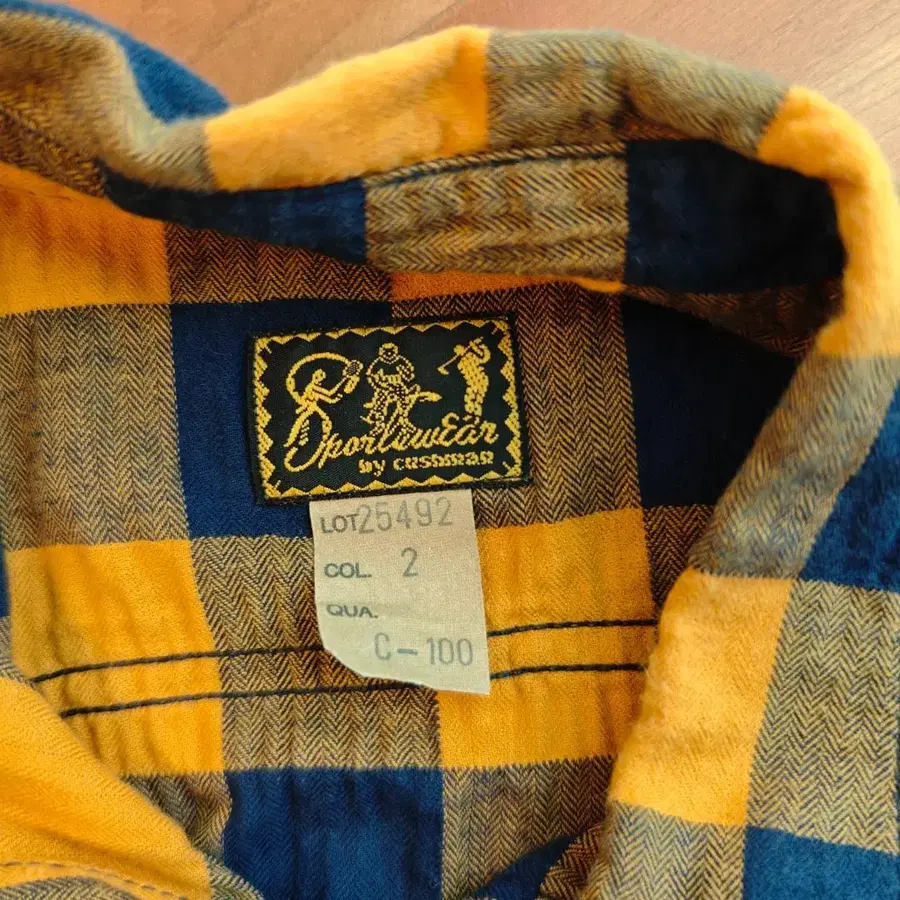 Sportswear
by cushman
LOT 25492
COL. 2
QUA.
C-100